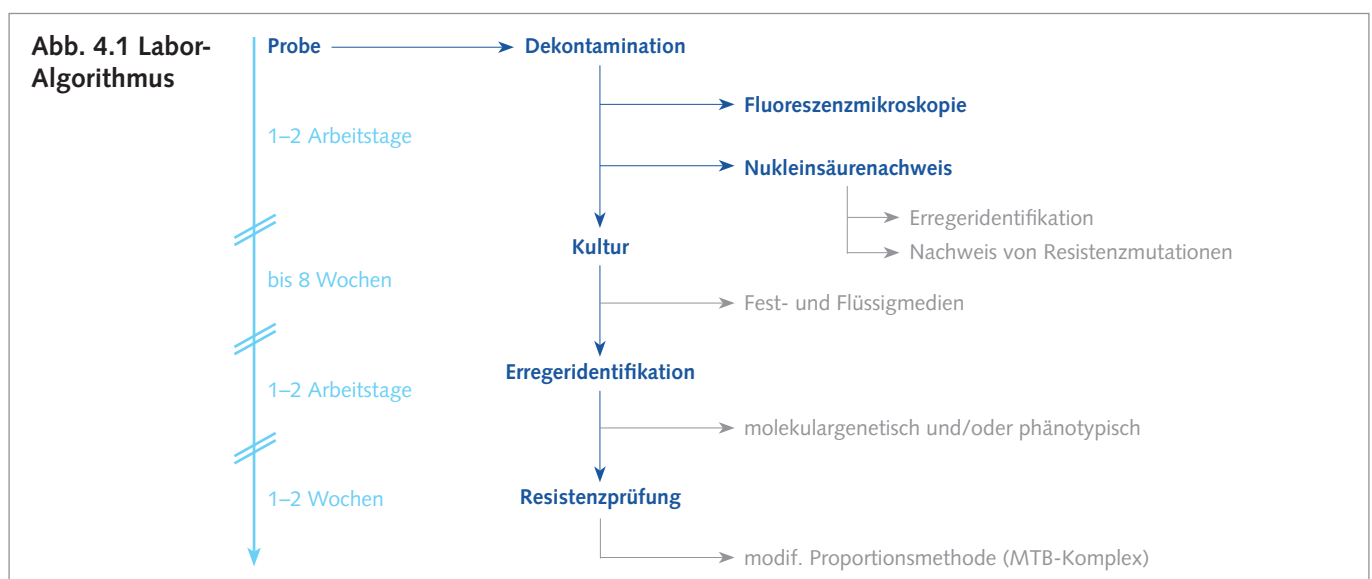 Abb. 4.1 Labor-
Algorithmus
Probe
Dekontamination
Fluoreszenzmikroskopie
1–2 Arbeitstage
Nukleinsäurenachweis
Erregeridentifikation
Nachweis von Resistenzmutationen
Kultur
bis 8 Wochen
Fest- und Flüssigmedien
Erregeridentifikation
1–2 Arbeitstage
molekulargenetisch und/oder phänotypisch
Resistenzprüfung
1–2 Wochen
modif. Proportionsmethode (MTB-Komplex)